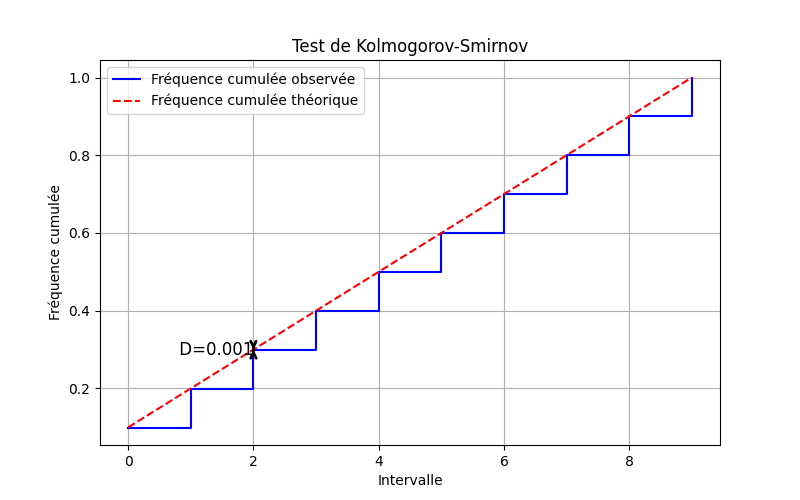 Test de Kolmogorov-Smirnov
Fréquence cumulée observée
Fréquence cumulée théorique
Fréquence cumulée
1.0
0.8
0.6
0.4
0.2
D=0.001
0 2 4 6 8
Intervalle